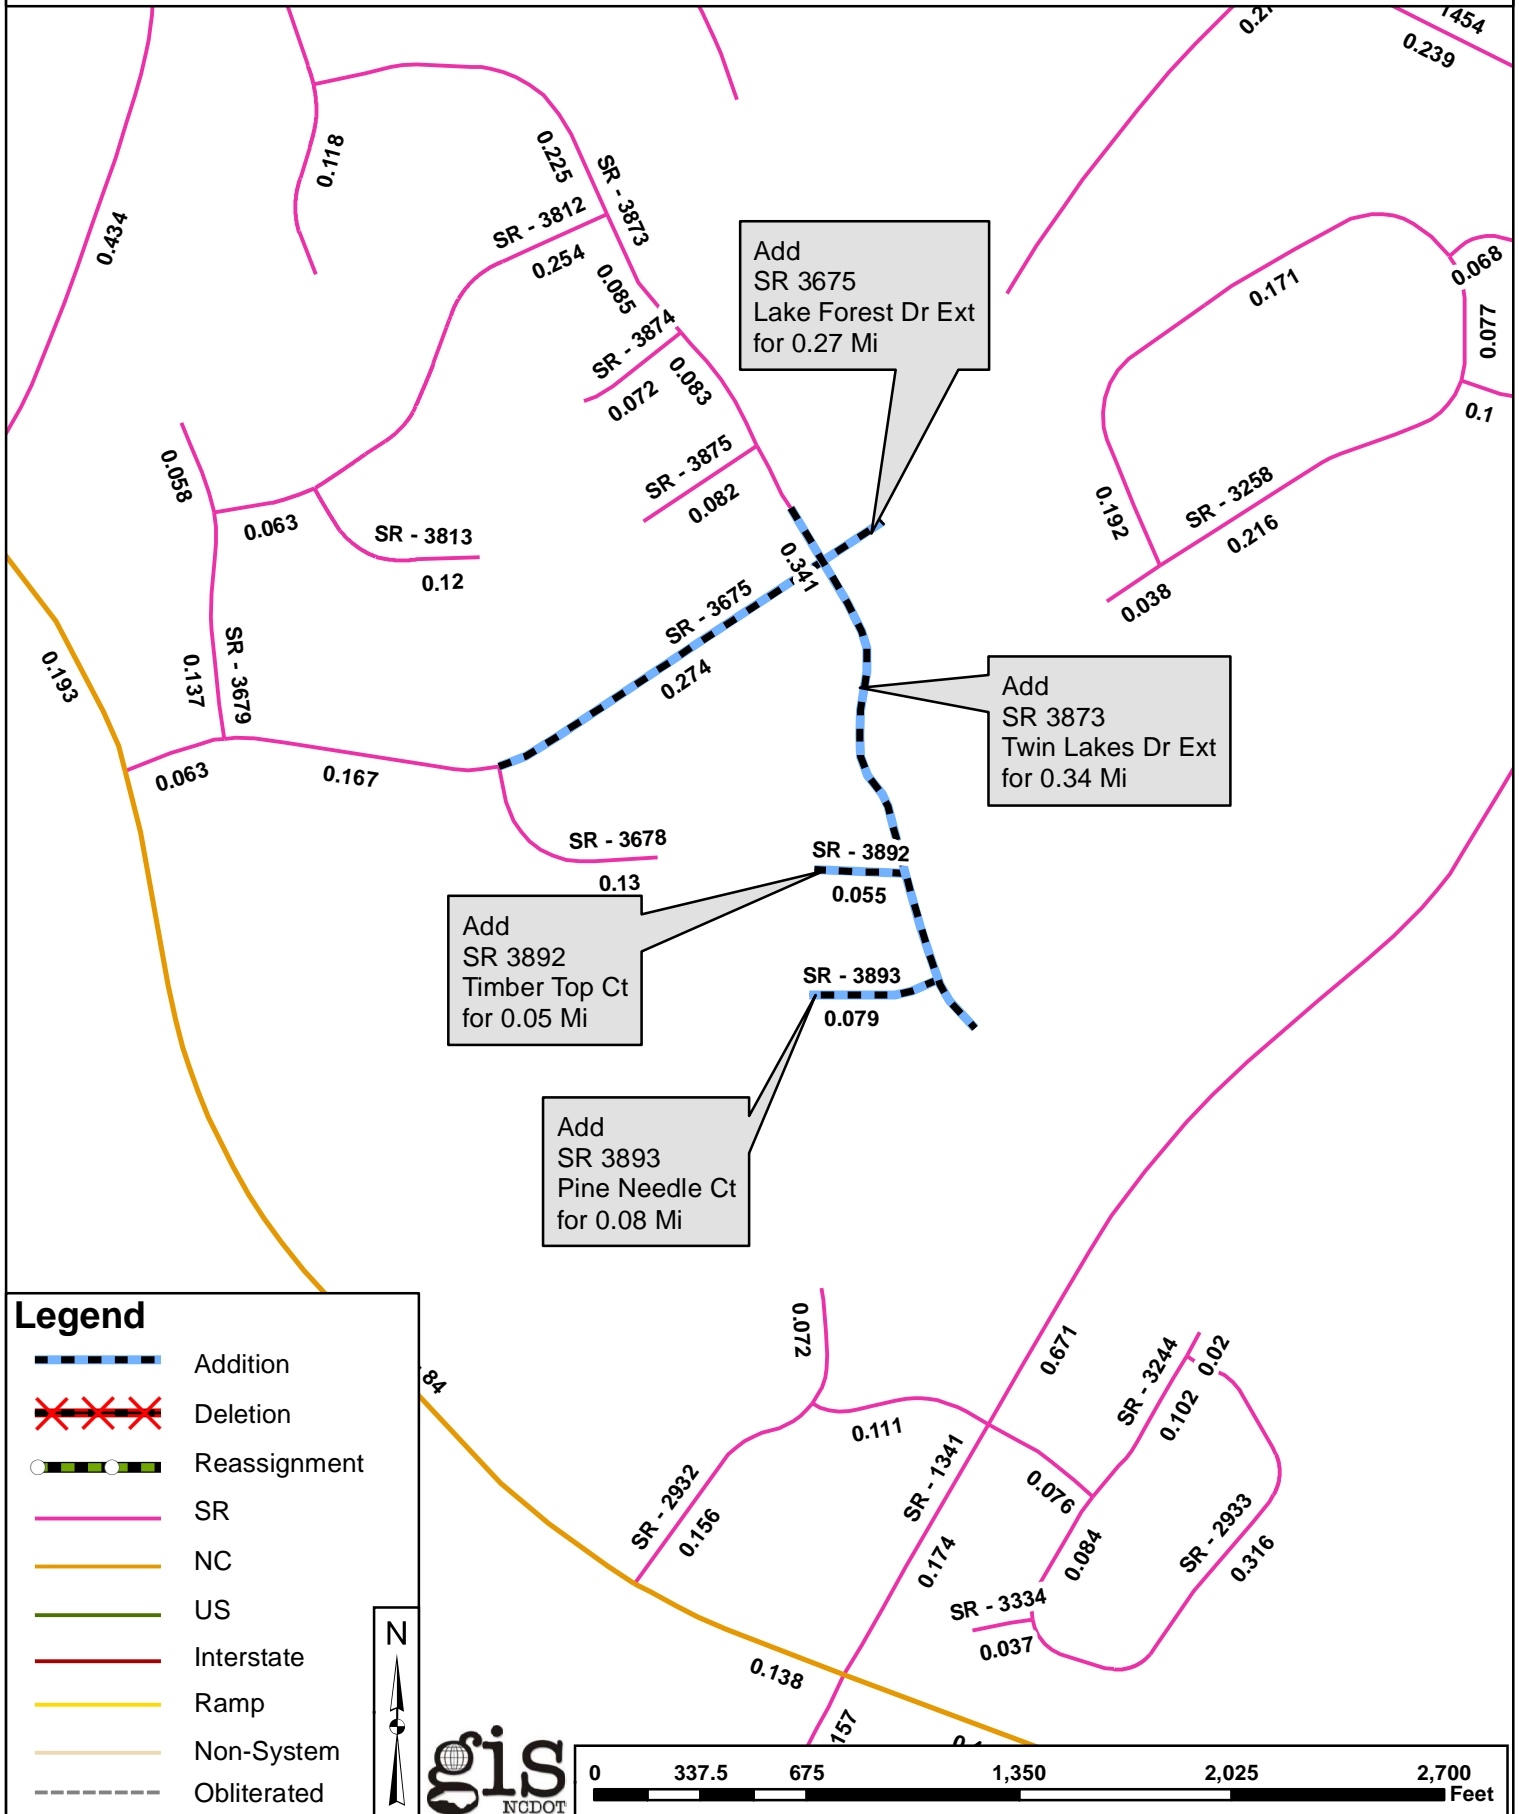 1454
0.239
0.118
0.225
SR - 3873
0.434
SR - 3812
0.254
0.085
Add
SR 3675
Lake Forest Dr Ext
for 0.27 Mi
0.171
0.068
0.077
0.1
SR - 3874
0.072
0.083
SR - 3875
0.082
0.058
0.063
SR - 3813
0.12
0.192
SR - 3258
0.216
0.038
0.341
SR - 3675
0.274
0.193
0.137
SR - 3679
0.063
0.167
Add
SR 3873
Twin Lakes Dr Ext
for 0.34 Mi
SR - 3678
0.13
SR - 3892
0.055
Add
SR 3892
Timber Top Ct
for 0.05 Mi
SR - 3893
0.079
Add
SR 3893
Pine Needle Ct
for 0.08 Mi
0.072
0.671
SR - 3244
0.02
0.102
84
0.111
SR - 1341
0.076
SR - 2932
0.156
0.174
0.084
SR - 2933
0.316
SR - 3334
0.037
0.138
157
Legend
Addition
Deletion
Reassignment
SR
NC
US
Interstate
Ramp
Non-System
Obliterated
N
gis
NCDOT
0 337.5 675 1,350 2,025 2,700
Feet